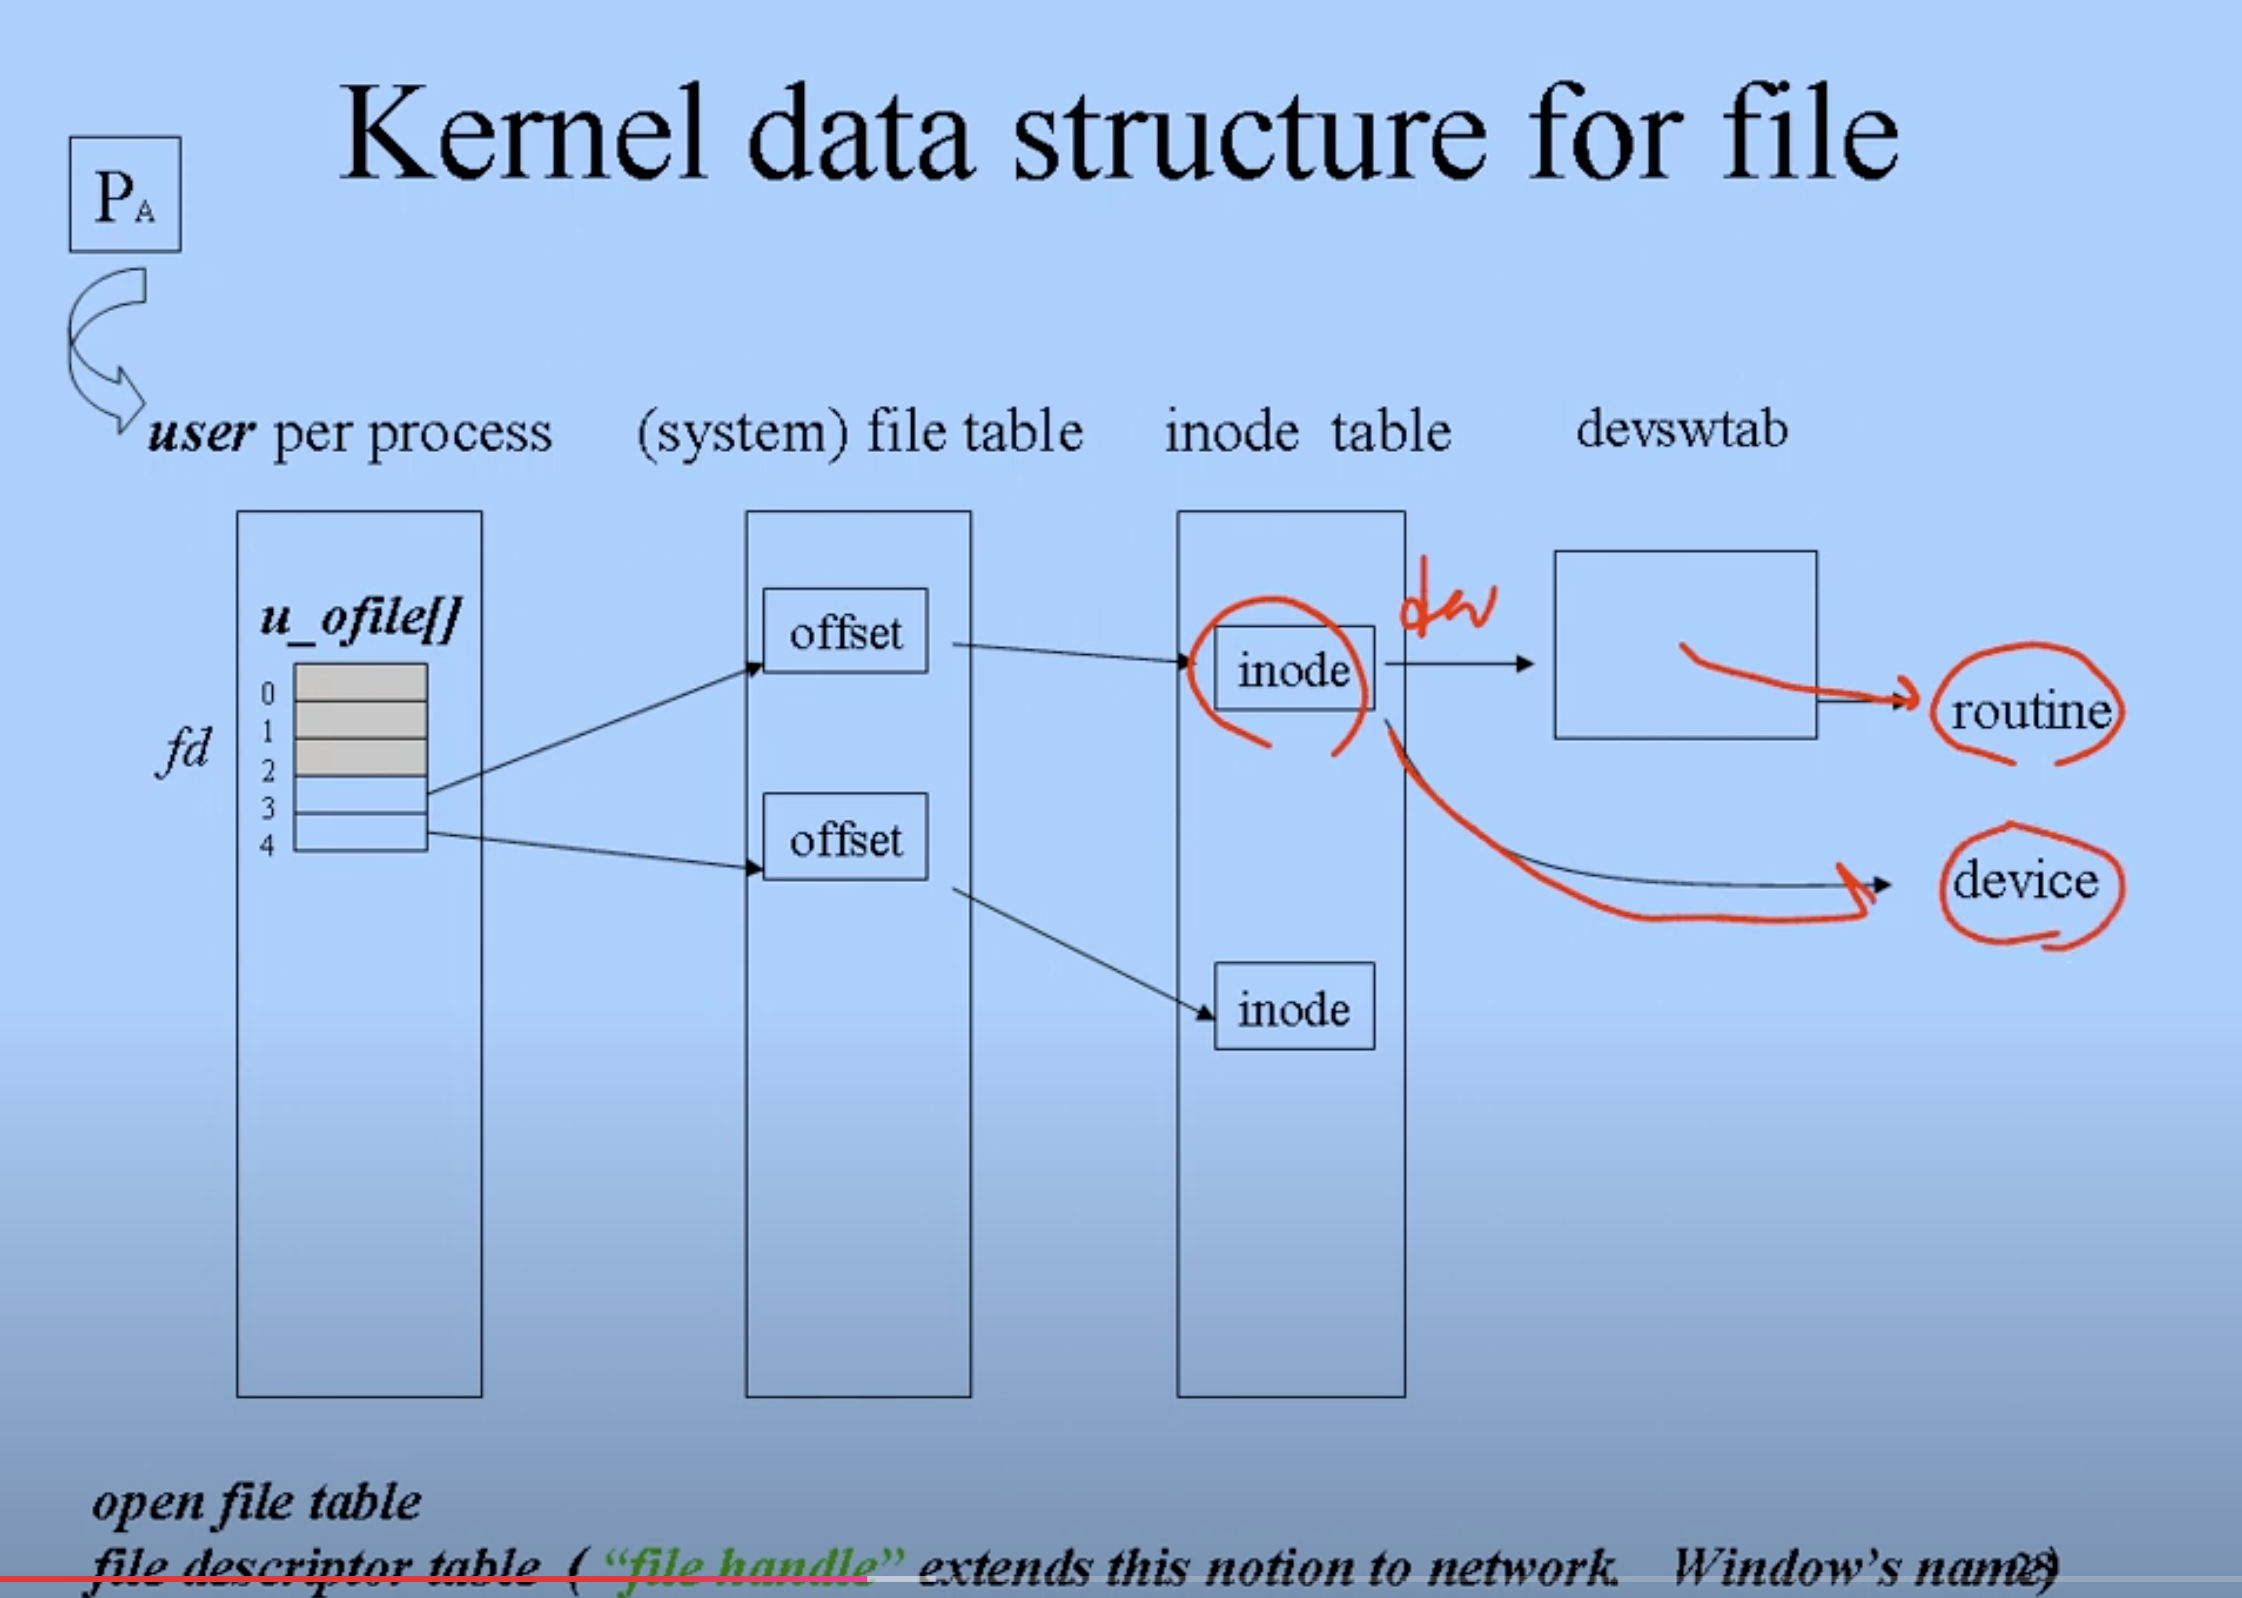 Kernel data structure for file
PA
user per process
(system) file table
inode table
devswtab
u_ofile[]
fd
0
1
2
3
4
offset
offset
inode
inode
dev
routine
device
open file table
file descriptor table ( “file handle” extends this notion to network. Window’s name)
28